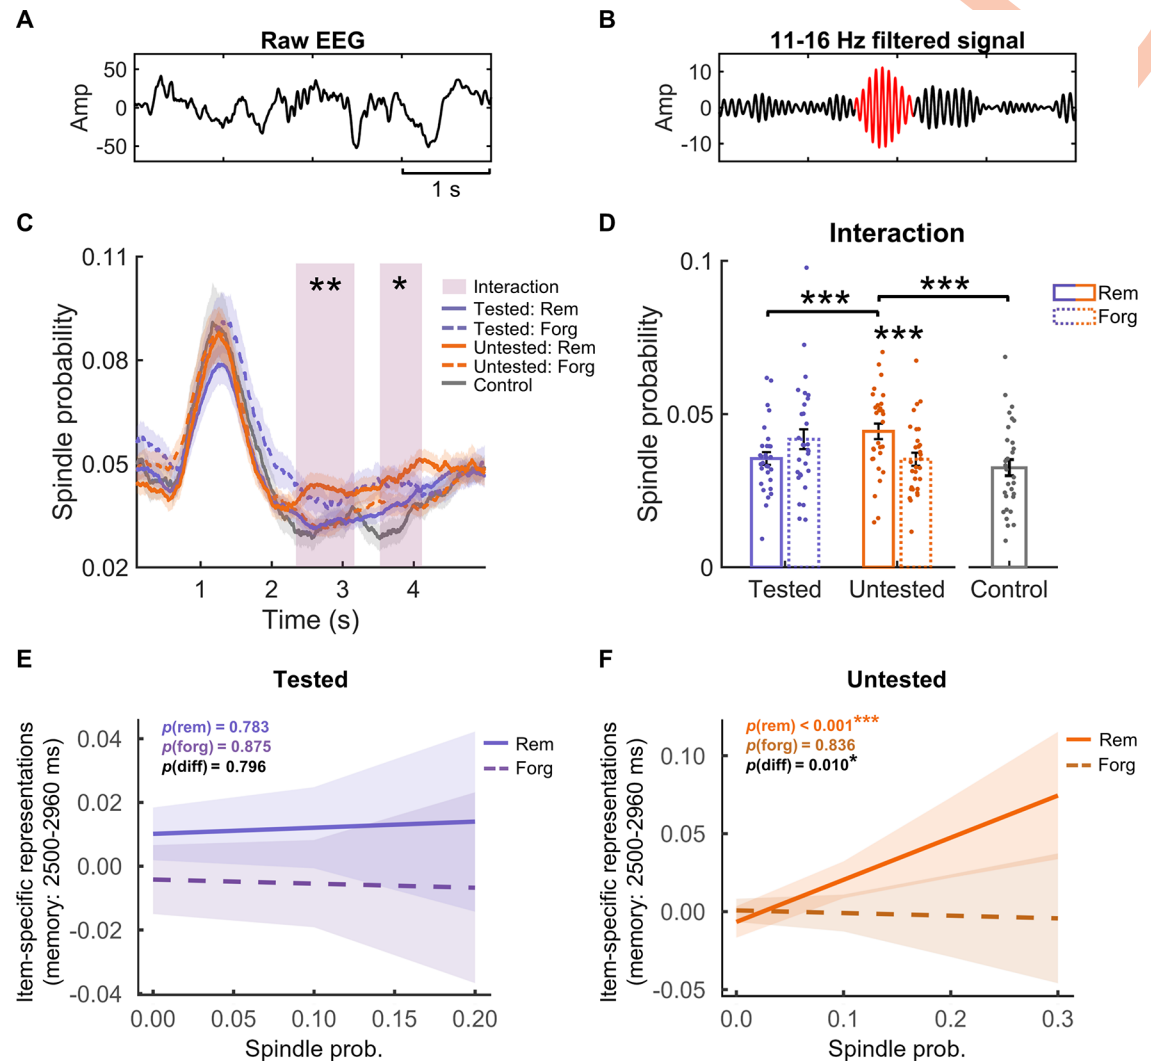 A
Raw EEG
Amp
50
0
-50
1 s
B
11-16 Hz filtered signal
Amp
10
0
-10
C
Spindle probability
0.11
0.08
0.05
0.02
**
*
Interaction
Tested: Rem
Tested: Forg
Untested: Rem
Untested: Forg
Control
1
2
3
4
Time (s)
D
Interaction
Spindle probability
0.1
0.05
0
***
***
***
Rem
Forg
Tested
Untested
Control
E
Tested
Item-specific representations
(memory: 2500-2960 ms)
0.04
0.02
0.00
-0.02
-0.04
p(rem) = 0.783
p(forg) = 0.875
p(diff) = 0.796
Rem
Forg
0.00
0.05
0.10
0.15
0.20
Spindle prob.
F
Untested
Item-specific representations
(memory: 2500-2960 ms)
0.10
0.05
0.00
-0.05
p(rem) < 0.001***
p(forg) = 0.836
p(diff) = 0.010*
Rem
Forg
0.0
0.1
0.2
0.3
Spindle prob.